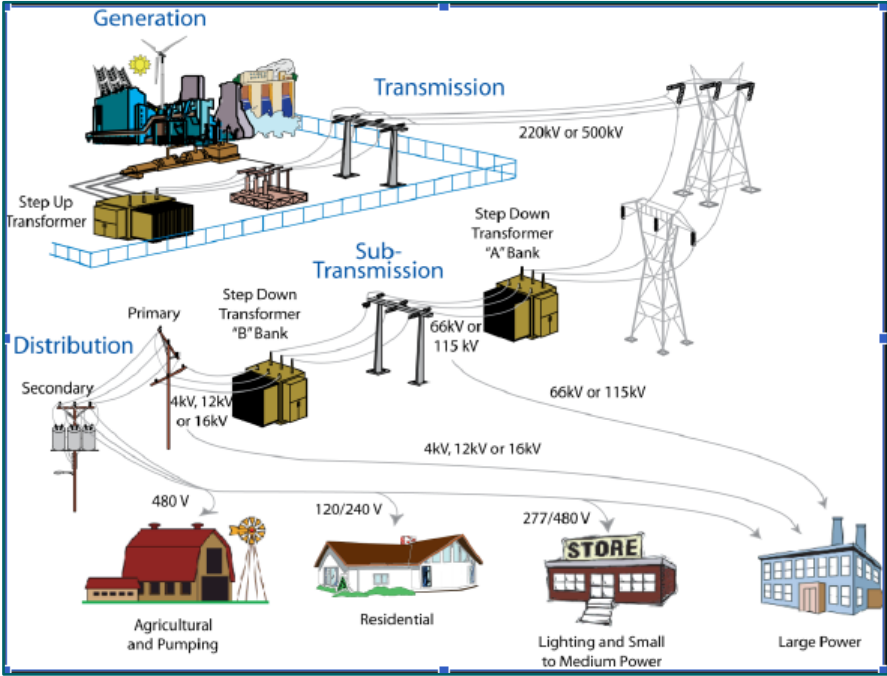 Generation
Transmission
220kV or 500kV
Step Up
Transformer
Step Down
Transformer
"A" Bank
Sub-
Transmission
Step Down
Transformer
"B" Bank
66kV or
115 kV
Primary
Distribution
Secondary
4kV, 12kV
or 16kV
66kV or 115kV
4kV, 12kV or 16kV
480 V
120/240 V
277/480 V
STORE
Agricultural
and Pumping
Residential
Lighting and Small
to Medium Power
Large Power